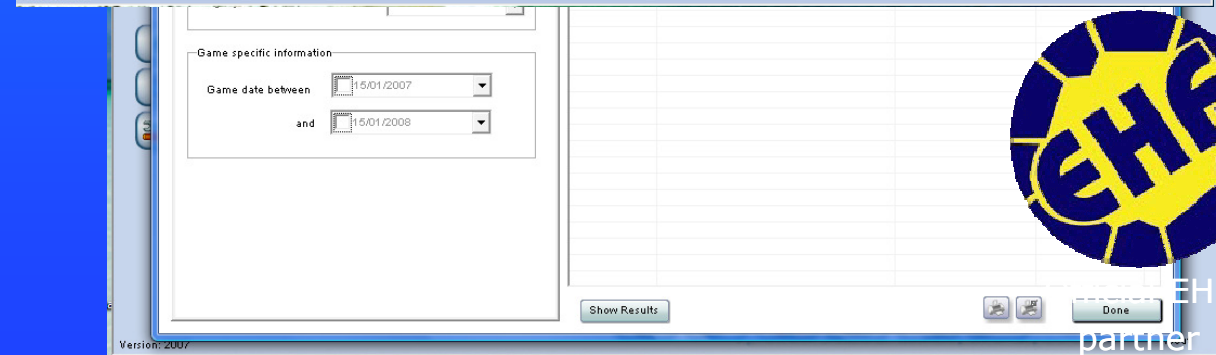 Game specific information
Game date between
15/01/2007
and
15/01/2008
EHF
Show Results
Done
partner
Version: 2007